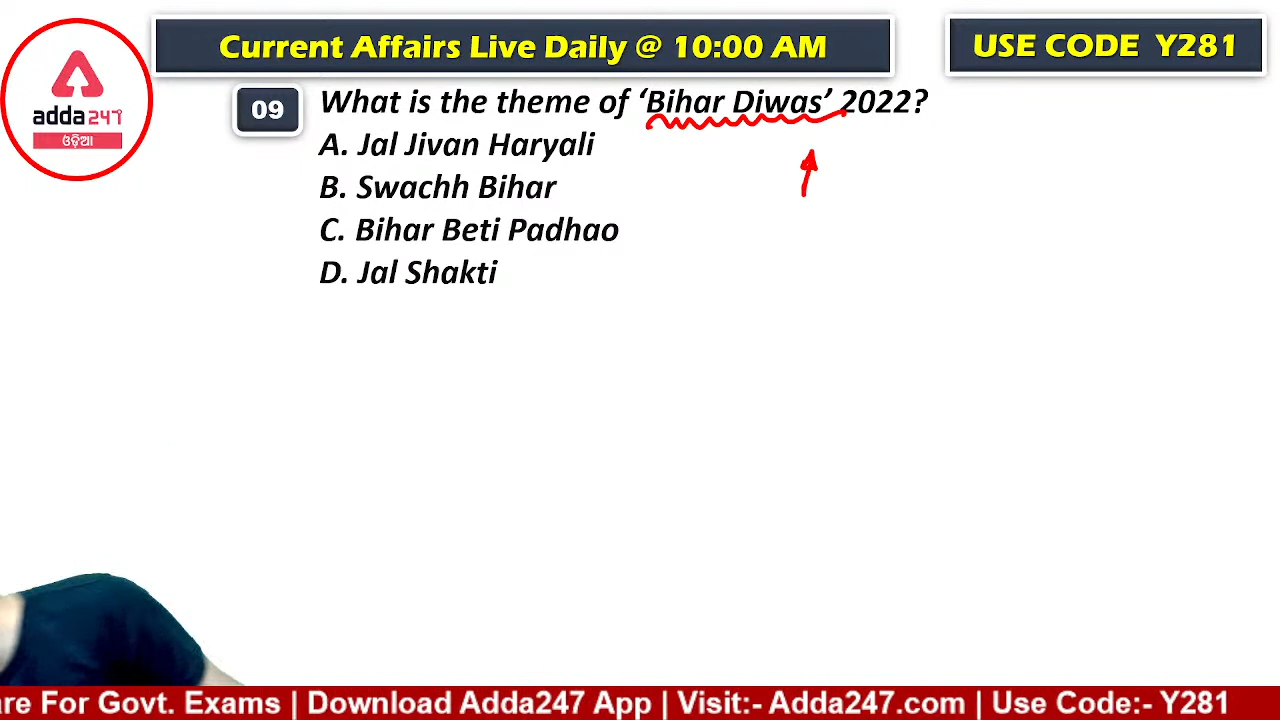 Current Affairs Live Daily @ 10:00 AM
USE CODE Y281
adda247
ଓଡ଼ିଆ
09 What is the theme of ‘Bihar Diwas’ 2022?
A. Jal Jivan Haryali
B. Swachh Bihar
C. Bihar Beti Padhao
D. Jal Shakti
are For Govt. Exams | Download Adda247 App | Visit:- Adda247.com | Use Code:- Y281